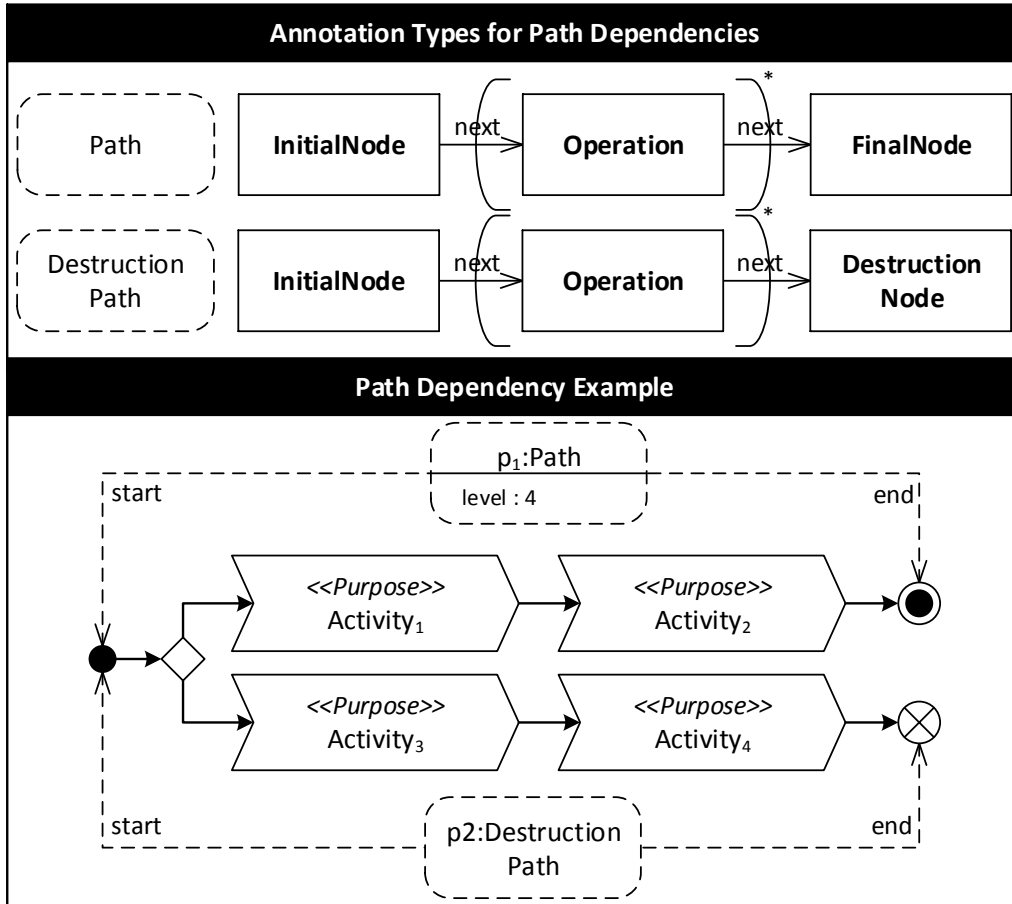 Annotation Types for Path Dependencies
*
Path
InitialNode
next
Operation
next
FinalNode
*
Destruction
Path
InitialNode
next
Operation
next
Destruction
Node
Path Dependency Example
p₁:Path
level : 4
start
end
<<Purpose>>
Activity₁
<<Purpose>>
Activity₂
<<Purpose>>
Activity₃
<<Purpose>>
Activity₄
start
end
p2:Destruction
Path